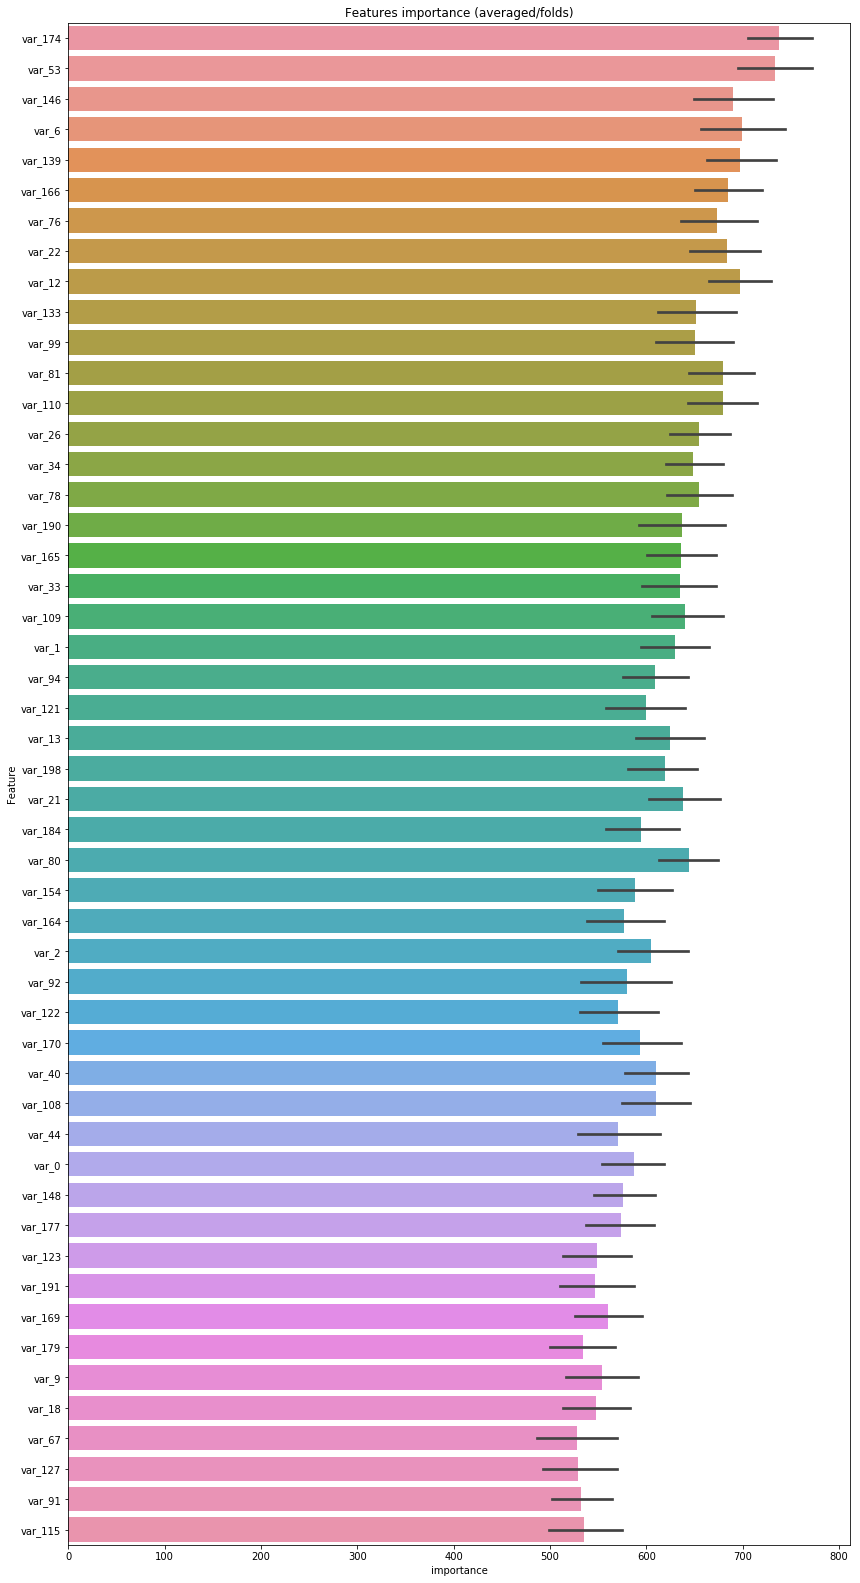 Features importance (averaged/folds)
var_174
var_53
var_146
var_6
var_139
var_166
var_76
var_22
var_12
var_133
var_99
var_81
var_110
var_26
var_34
var_78
var_190
var_165
var_33
var_109
var_1
var_94
var_121
var_13
var_198
var_21
var_184
var_80
var_154
var_164
var_2
var_92
var_122
var_170
var_40
var_108
var_44
var_0
var_148
var_177
var_123
var_191
var_169
var_179
var_9
var_18
var_67
var_127
var_91
var_115
Feature
0 100 200 300 400 500 600 700 800
importance